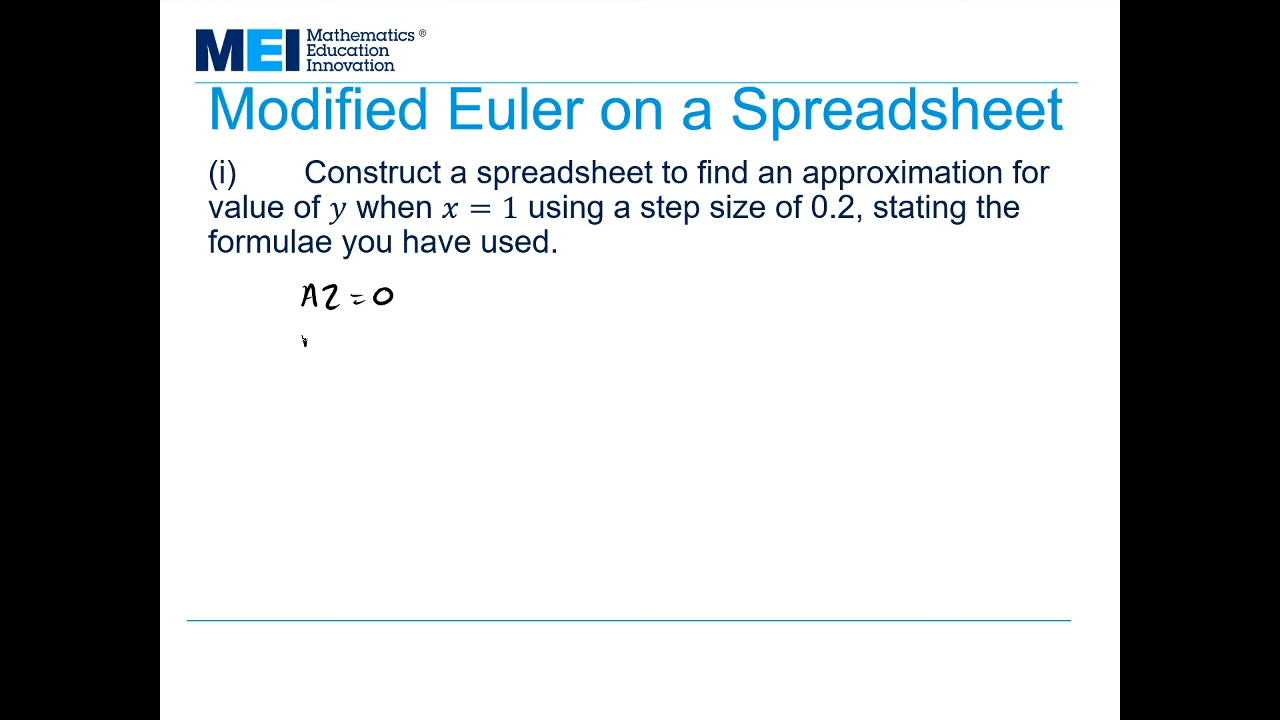 MEI Mathematics ®
Education
Innovation
Modified Euler on a Spreadsheet
(i) Construct a spreadsheet to find an approximation for
value of y when x = 1 using a step size of 0.2, stating the
formulae you have used.
A2 = 0